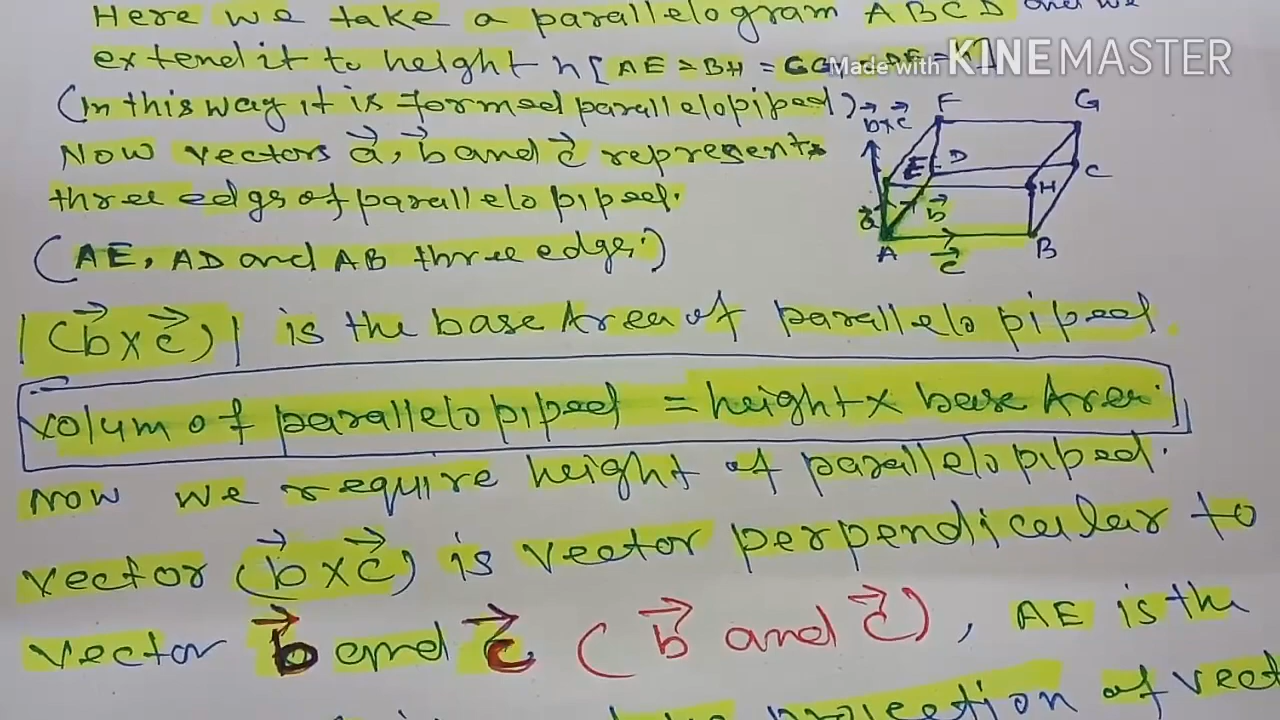 Here we take a parallelogram ABCD and we
extend it to height h [AE = BH = CG
Made with KINEMASTER
(In this way it is formed parallelopiped)
Now vectors a⃗, b⃗ and c⃗ represents
three edgs of parallelopiped.
(AE, AD and AB three edges.)
b⃗×c⃗
F
G
E
D
C
H
a⃗
b⃗
A
c⃗
B
|(b⃗×c⃗)| is the base Area of parallelopiped.
Volum of parallelopiped = height × base Area.
Now we require height of parallelopiped.
vector (b⃗×c⃗) is vector perpendicular to
vector b⃗ and c⃗ (b⃗ and c⃗), AE is the
projection of vect